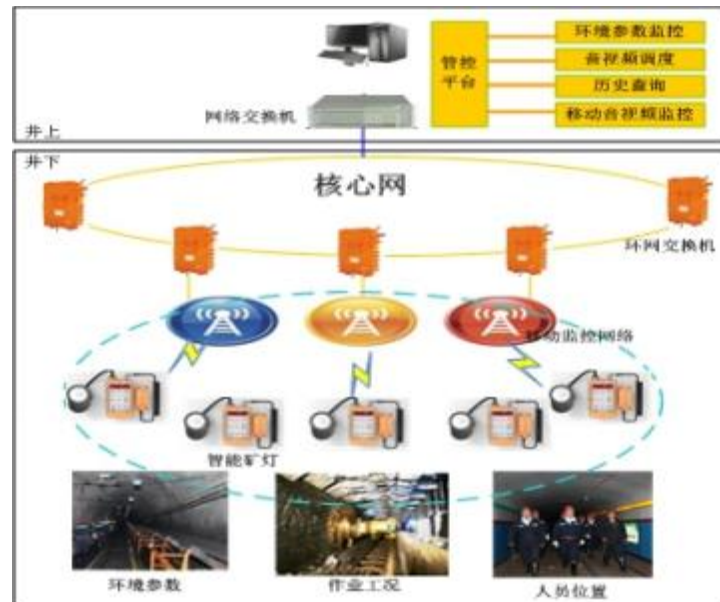 环境参数监控
管控
平台
音视频调度
历史查询
移动音视频监控
网络交换机
井上
井下
核心网
环网交换机
移动监控网络
智能矿灯
环境参数
作业工况
人员位置